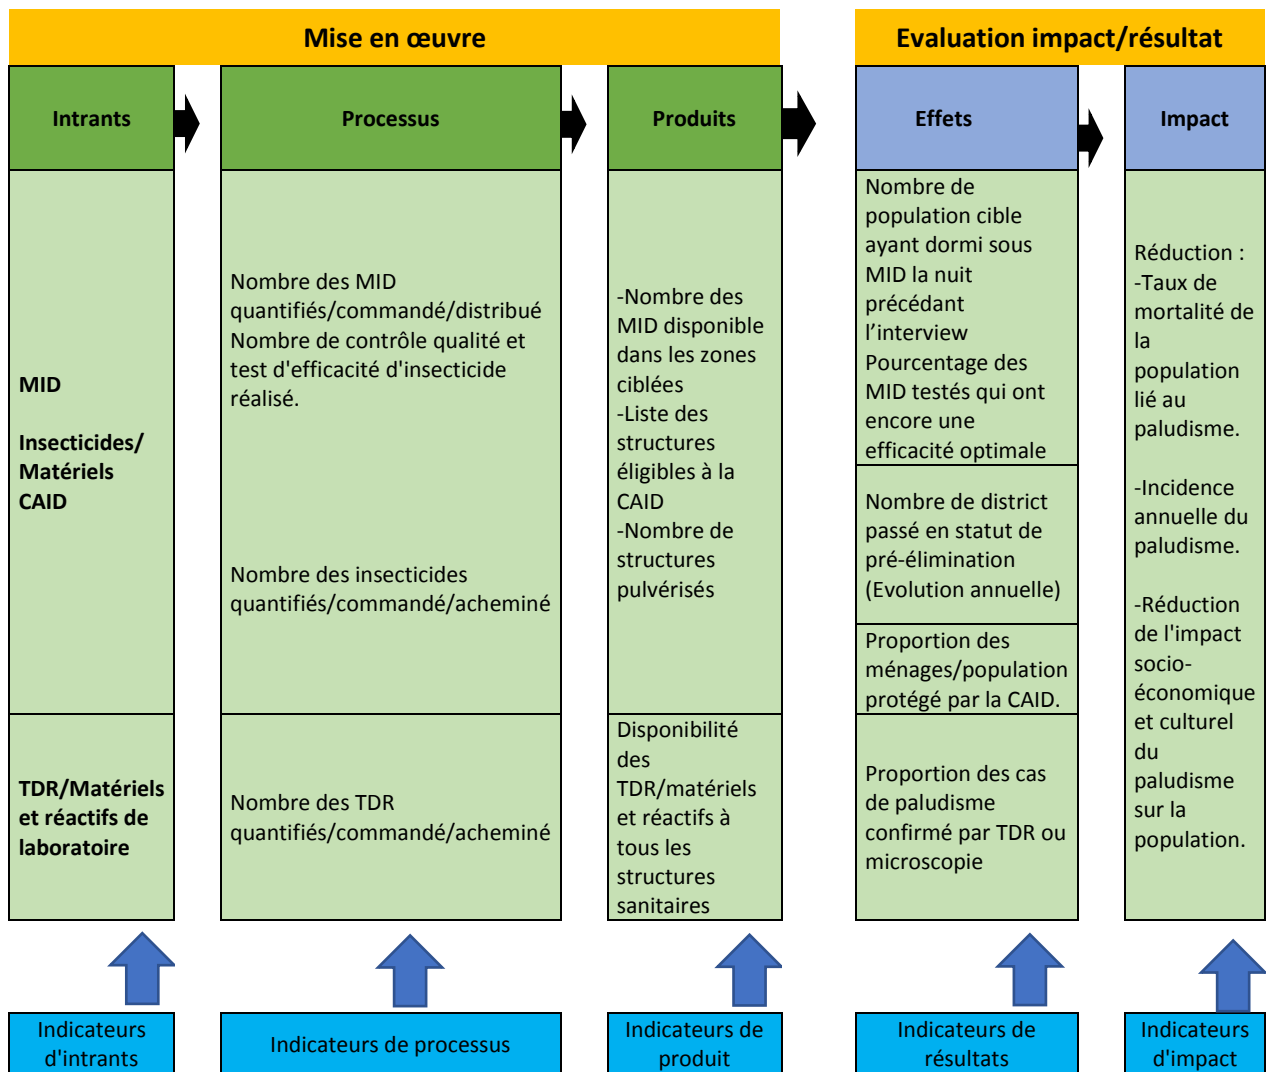 Mise en œuvre
Evaluation impact/résultat
Intrants
Processus
Produits
Effets
Impact
MID
Insecticides/
Matériels
CAID
Nombre des MID
quantifiés/commandé/distribué
Nombre de contrôle qualité et
test d'efficacité d'insecticide
réalisé.
Nombre des insecticides
quantifiés/commandé/acheminé
-Nombre des
MID disponible
dans les zones
ciblées
-Liste des
structures
éligibles à la
CAID
-Nombre de
structures
pulvérisés
Nombre de
population cible
ayant dormi sous
MID la nuit
précédant
l’interview
Pourcentage des
MID testés qui ont
encore une
efficacité optimale
Nombre de district
passé en statut de
pré-élimination
(Evolution annuelle)
Proportion des
ménages/population
protégé par la CAID.
Réduction :
-Taux de
mortalité de
la
population
lié au
paludisme.
-Incidence
annuelle du
paludisme.
-Réduction
de l'impact
socio-
économique
et culturel
du
paludisme
sur la
population.
TDR/Matériels
et réactifs de
laboratoire
Nombre des TDR
quantifiés/commandé/acheminé
Disponibilité
des
TDR/matériels
et réactifs à
tous les
structures
sanitaires
Proportion des cas
de paludisme
confirmé par TDR ou
microscopie
Indicateurs
d'intrants
Indicateurs de processus
Indicateurs de
produit
Indicateurs de
résultats
Indicateurs
d'impact